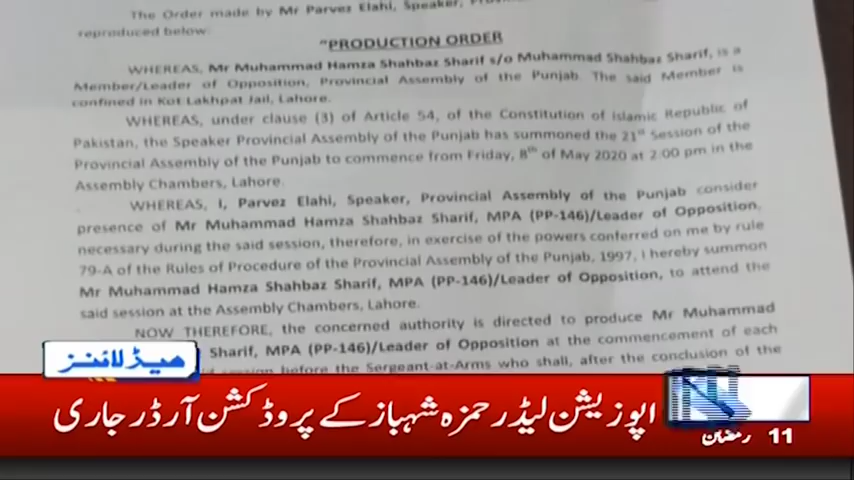 The Order made by Mr Parvez Elahi, Speaker,
reproduced below.
"PRODUCTION ORDER
WHEREAS, Mr Muhammad Hamza Shahbaz Sharif s/o Muhammad Shahbaz Sharif, is a
Member/Leader of Opposition, Provincial Assembly of the Punjab. The said Member is
confined in Kot Lakhpat Jail, Lahore.
WHEREAS, under clause (3) of Article 54, of the Constitution of Islamic Republic of
Pakistan, the Speaker Provincial Assembly of the Punjab has summoned the 21st Session of the
Provincial Assembly of the Punjab to commence from Friday, 8th of May 2020 at 2.00 pm in the
Assembly Chambers, Lahore.
WHEREAS, I, Parvez Elahi, Speaker, Provincial Assembly of the Punjab consider
presence of Mr Muhammad Hamza Shahbaz Sharif, MPA (PP-146)/Leader of Opposition,
necessary during the said session, therefore, in exercise of the powers conferred on me by rule
79-A of the Rules of Procedure of the Provincial Assembly of the Punjab, 1997, I hereby summon
Mr Muhammad Hamza Shahbaz Sharif, MPA (PP-146)/Leader of Opposition, to attend the
said session at the Assembly Chambers, Lahore.
NOW THEREFORE, the concerned authority is directed to produce Mr Muhammad
Sharif, MPA (PP-146)/Leader of Opposition at the commencement of each
before the Sergeant-at-Arms who shall, after the conclusion of the
ہیڈلائنز
اپوزیشن لیڈر حمزہ شہباز کے پروڈکشن آرڈر جاری
11 رمضان